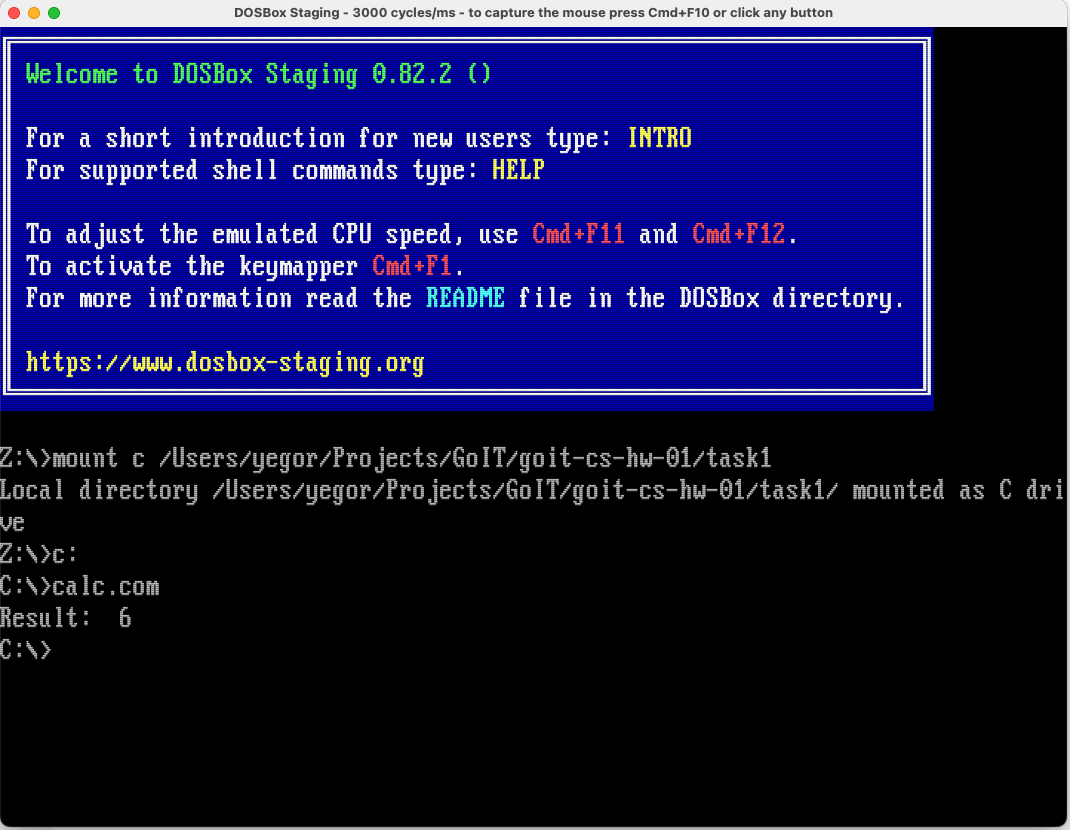 DOSBox Staging - 3000 cycles/ms - to capture the mouse press Cmd+F10 or click any button
Welcome to DOSBox Staging 0.82.2 ()
For a short introduction for new users type: INTRO
For supported shell commands type: HELP
To adjust the emulated CPU speed, use Cmd+F11 and Cmd+F12.
To activate the keymapper Cmd+F1.
For more information read the README file in the DOSBox directory.
https://www.dosbox-staging.org
Z:\>mount c /Users/yegor/Projects/GoIT/goit-cs-hw-01/task1
Local directory /Users/yegor/Projects/GoIT/goit-cs-hw-01/task1/ mounted as C dri
ve
Z:\>c:
C:\>calc.com
Result:  6
C:\>